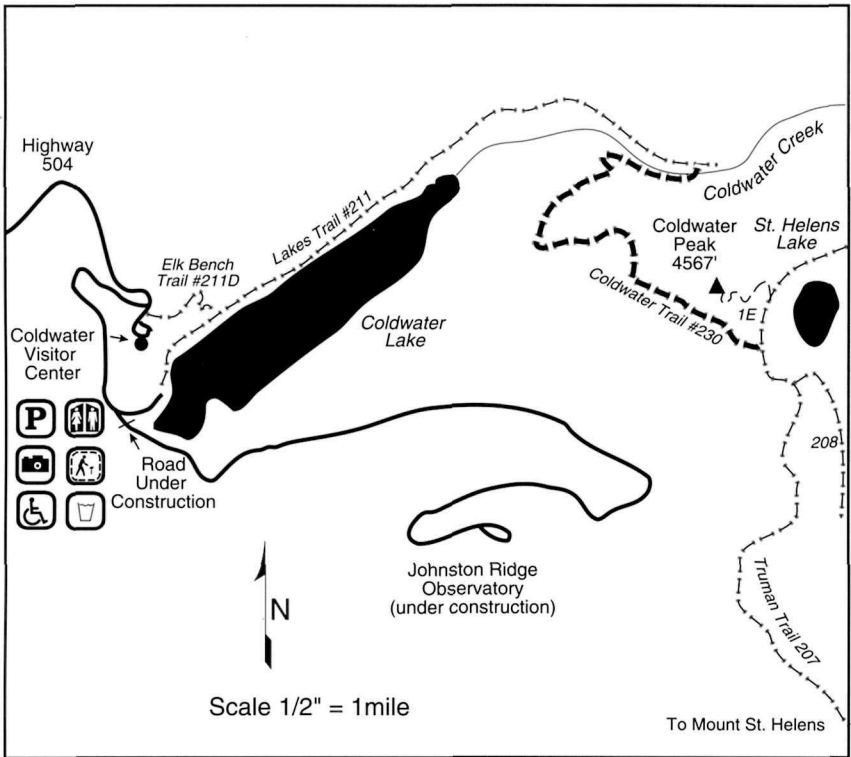 Highway
504
Lakes Trail #211
Elk Bench
Trail #211D
Coldwater Creek
Coldwater
Peak
4567'
St. Helens
Lake
1E
Coldwater Trail #230
Coldwater
Lake
Coldwater
Visitor
Center
P
Road
Under
Construction
208
Johnston Ridge
Observatory
(under construction)
N
Truman Trail 207
Scale 1/2" = 1mile
To Mount St. Helens